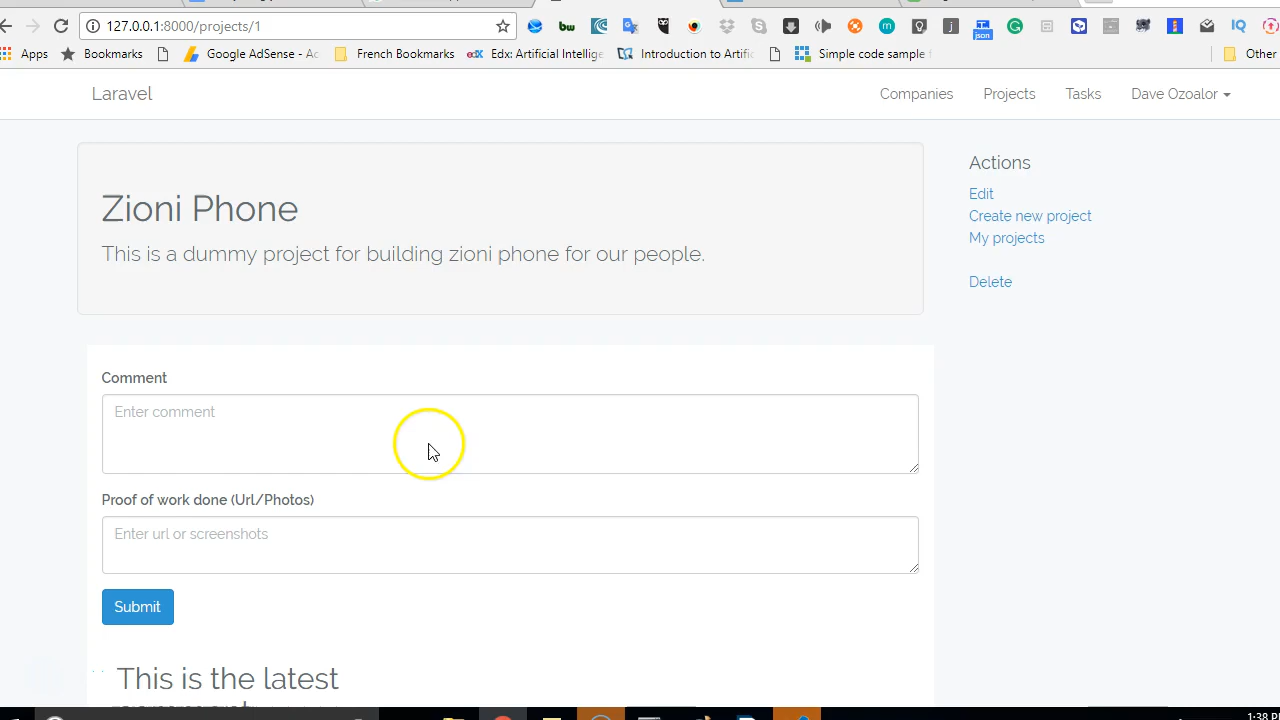 127.0.0.1:8000/projects/1
Apps Bookmarks Google AdSense - Ac French Bookmarks Edx: Artificial Intellige Introduction to Artific Simple code sample f Other
Laravel Companies Projects Tasks Dave Ozoalor
Zioni Phone
This is a dummy project for building zioni phone for our people.
Actions
Edit
Create new project
My projects
Delete
Comment
Enter comment
Proof of work done (Url/Photos)
Enter url or screenshots
Submit
This is the latest
1:38 P